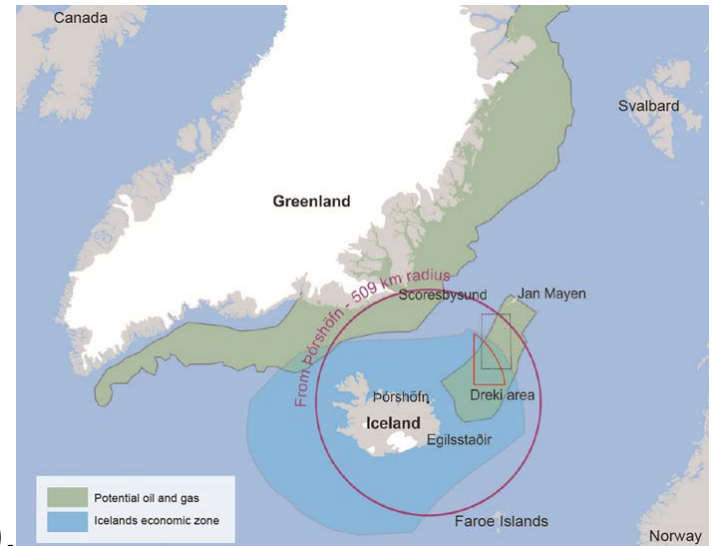 Canada
Svalbard
Greenland
From Þórshöfn - 509 km radius
Scoresbysund
Jan Mayen
Þórshöfn
Dreki area
Iceland
Egilsstaðir
Potential oil and gas
Icelands economic zone
Faroe Islands
Norway